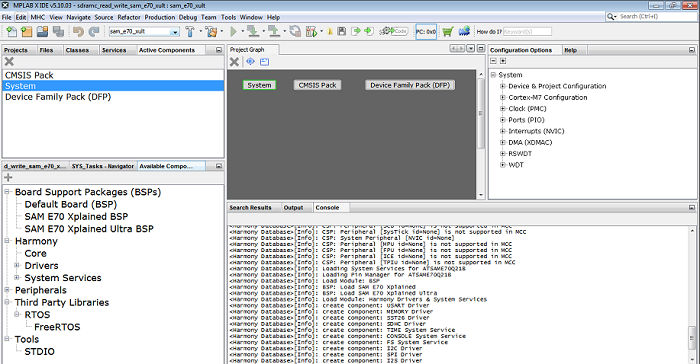 MPLAB X IDE v5.10.03 - sdramc_read_write_sam_e70_xult : sam_e70_xult
File Edit View Navigate Source Refactor Production Debug Team Tools Window Help
Search (Ctrl+I)
sam_e70_xult
PC: 0x0
How do I?
Keyword(s)
Projects Files Classes Services Active Components
CMSIS Pack
System
Device Family Pack (DFP)
Project Graph
System
CMSIS Pack
Device Family Pack (DFP)
Configuration Options Help
System
Device & Project Configuration
Cortex-M7 Configuration
Clock (PMC)
Ports (PIO)
Interrupts (NVIC)
DMA (XDMAC)
RSWDT
WDT
d_write_sam_e70_x... SYS_Tasks - Navigator Available Compo...
Board Support Packages (BSPs)
Default Board (BSP)
SAM E70 Xplained BSP
SAM E70 Xplained Ultra BSP
Harmony
Core
Drivers
System Services
Peripherals
Third Party Libraries
RTOS
FreeRTOS
Tools
STDIO
Search Results Output Console
<Harmony Database>[Info]: CSP: Peripheral [SCB id=None] is not supported in MCC
<Harmony Database>[Info]: CSP: Peripheral [SysTick id=None] is not supported in MCC
<Harmony Database>[Info]: CSP: System Peripheral [NVIC id=None]
<Harmony Database>[Info]: CSP: Peripheral [MPU id=None] is not supported in MCC
<Harmony Database>[Info]: CSP: Peripheral [FPU id=None] is not supported in MCC
<Harmony Database>[Info]: CSP: Peripheral [ICE id=None] is not supported in MCC
<Harmony Database>[Info]: CSP: Peripheral [TPIU id=None] is not supported in MCC
<Harmony Database>[Info]: Loading System Services for ATSAME70Q21B
<Harmony Database>[Info]: Loading Pin Manager for ATSAME70Q21B
<Harmony Database>[Info]: Load Module: BSP
<Harmony Database>[Info]: BSP: Load SAM E70 Xplained
<Harmony Database>[Info]: BSP: Load SAM E70 Xplained Ultra
<Harmony Database>[Info]: Load Module: Harmony Drivers & System Services
<Harmony Database>[Info]: create component: USART Driver
<Harmony Database>[Info]: create component: MEMORY Driver
<Harmony Database>[Info]: create component: SST26 Driver
<Harmony Database>[Info]: create component: SDHC Driver
<Harmony Database>[Info]: create component: TIME System Service
<Harmony Database>[Info]: create component: CONSOLE System Service
<Harmony Database>[Info]: create component: FS System Service
<Harmony Database>[Info]: create component: I2C Driver
<Harmony Database>[Info]: create component: SPI Driver
<Harmony Database>[Info]: create component: I2S Driver